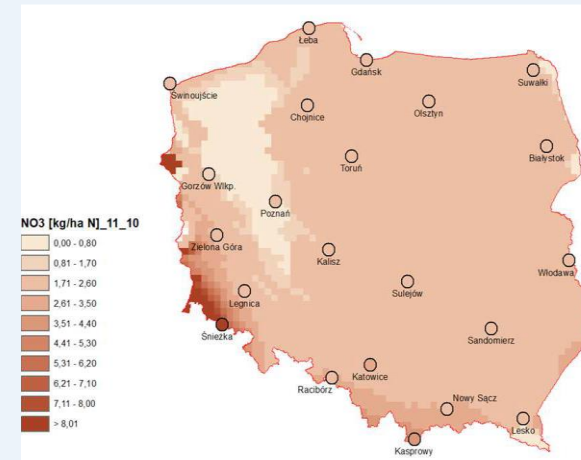 Łeba
Gdańsk
Suwałki
Świnoujście
Chojnice
Olsztyn
Białystok
Toruń
Gorzów Wlkp.
Poznań
NO3 [kg/ha N]_11_10
0,00 - 0,80
0,81 - 1,70
1,71 - 2,60
2,61 - 3,50
3,51 - 4,40
4,41 - 5,30
5,31 - 6,20
6,21 - 7,10
7,11 - 8,00
> 8,01
Zielona Góra
Kalisz
Włodawa
Legnica
Sulejów
Śnieżka
Sandomierz
Racibórz
Katowice
Nowy Sącz
Lesko
Kasprowy